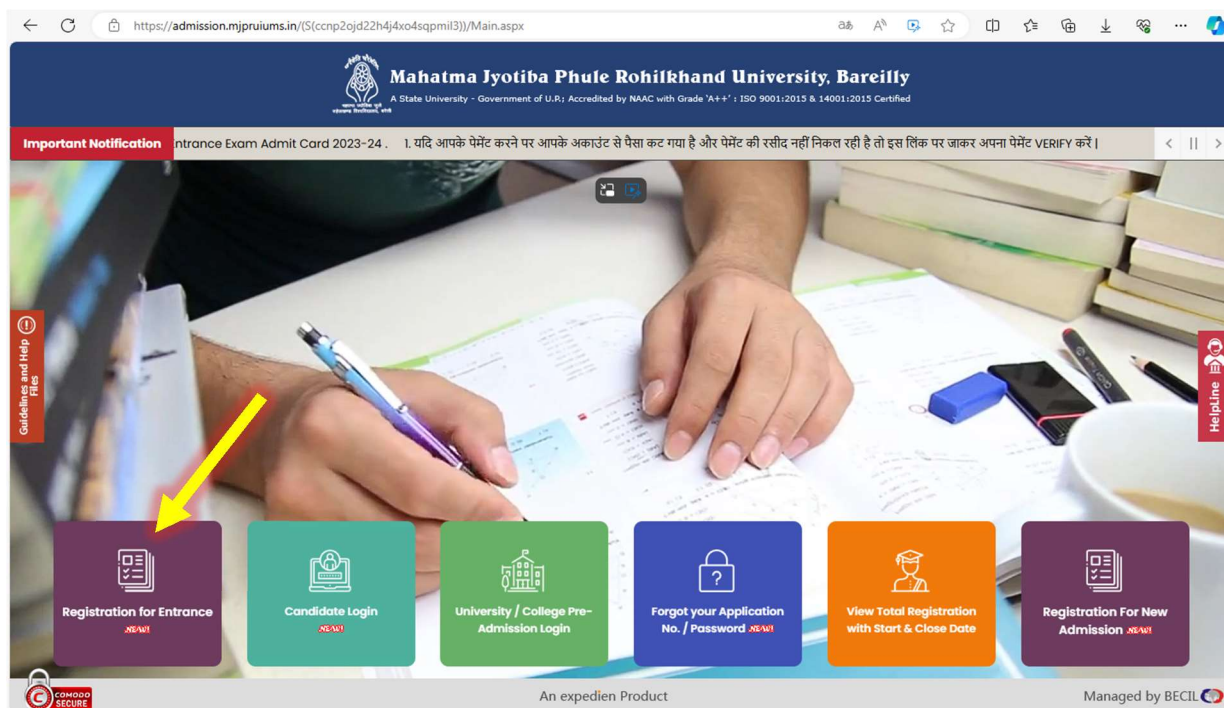 https://admission.mjpruiums.in/(S(ccnp2ojd22h4j4xo4sqpmil3))/Main.aspx
Mahatma Jyotiba Phule Rohilkhand University, Bareilly
A State University - Government of U.P.; Accredited by NAAC with Grade 'A++' : ISO 9001:2015 & 14001:2015 Certified
Important Notification
ntrance Exam Admit Card 2023-24 . 1. यदि आपके पेमेंट करने पर आपके अकाउंट से पैसा कट गया है और पेमेंट की रसीद नहीं निकल रही है तो इस लिंक पर जाकर अपना पेमेंट VERIFY करें |
Guidelines and Help
Files
HelpLine
Registration for Entrance
NEW!
Candidate Login
NEW!
University / College Pre-
Admission Login
Forgot your Application
No. / Password NEW!
View Total Registration
with Start & Close Date
Registration For New
Admission NEW!
COMODO
SECURE
An expedien Product
Managed by BECIL